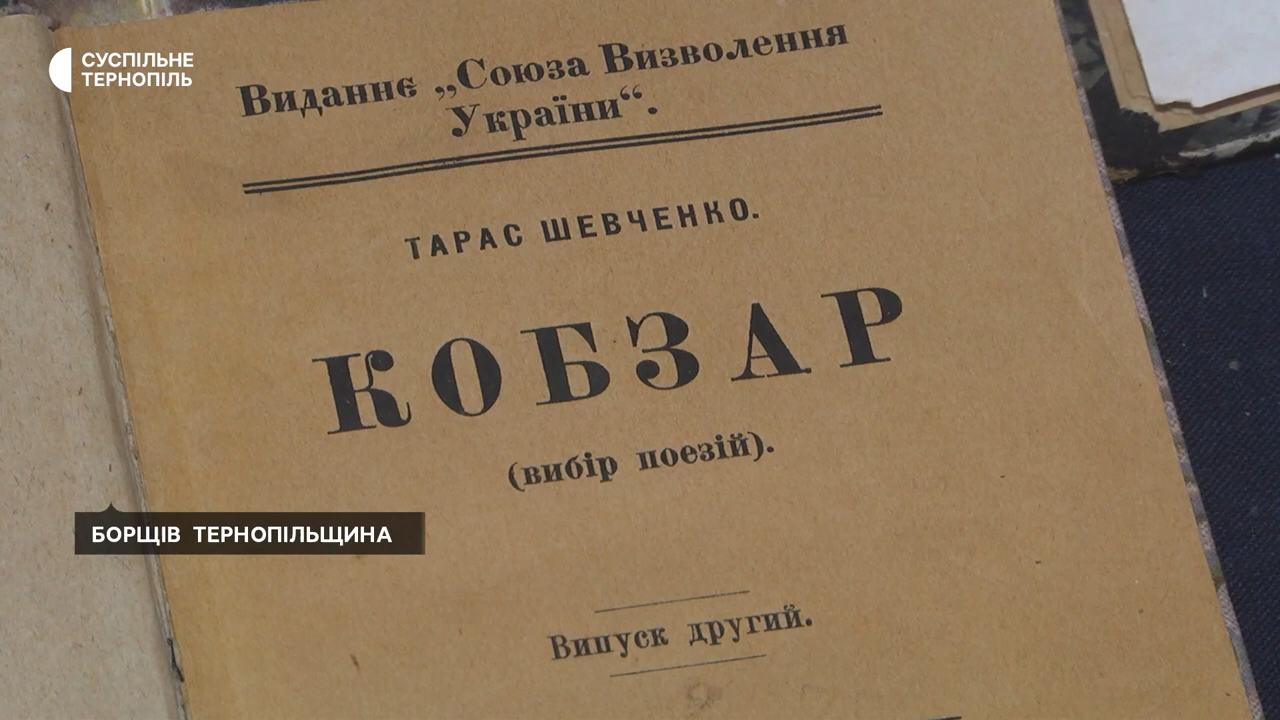 СУСПІЛЬНЕ
ТЕРНОПІЛЬ
Виданнє „Союза Визволення
України“.
ТАРАС ШЕВЧЕНКО.
КОБЗАР
(вибір поезій).
БОРЩІВ ТЕРНОПІЛЬЩИНА
Випуск другий.